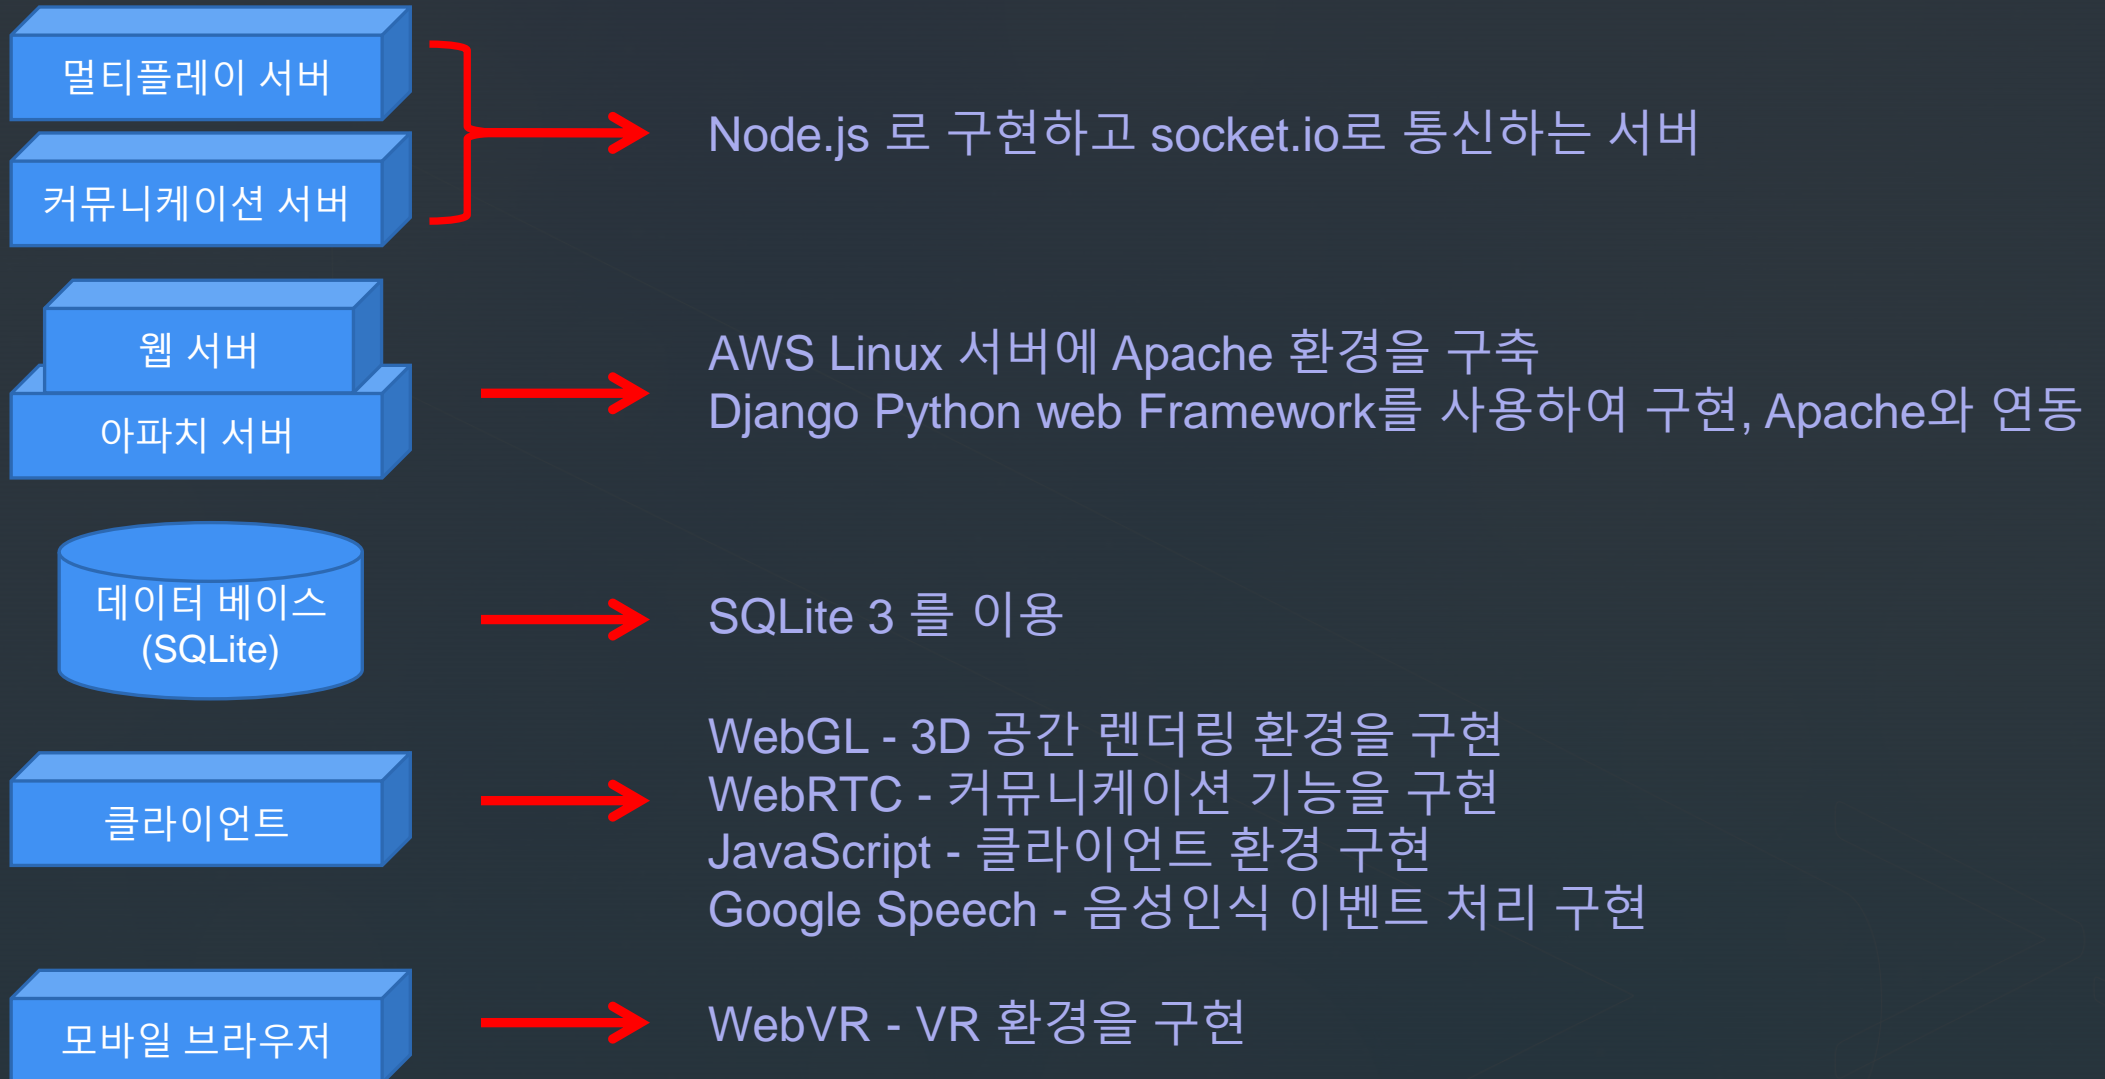 멀티플레이 서버
커뮤니케이션 서버
Node.js 로 구현하고 socket.io로 통신하는 서버
웹 서버
아파치 서버
AWS Linux 서버에 Apache 환경을 구축
Django Python web Framework를 사용하여 구현, Apache와 연동
데이터 베이스
(SQLite)
SQLite 3 를 이용
클라이언트
WebGL - 3D 공간 렌더링 환경을 구현
WebRTC - 커뮤니케이션 기능을 구현
JavaScript - 클라이언트 환경 구현
Google Speech - 음성인식 이벤트 처리 구현
모바일 브라우저
WebVR - VR 환경을 구현